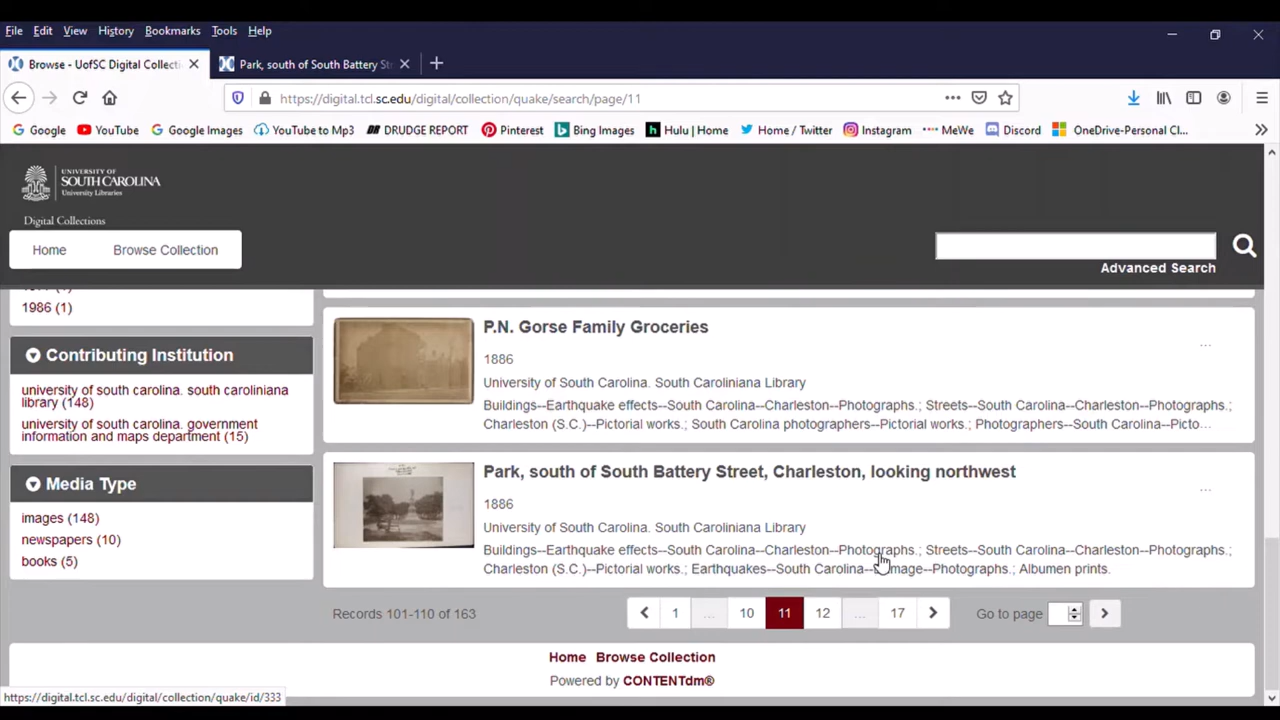 File Edit View History Bookmarks Tools Help
Browse - UofSC Digital Collecti
Park, south of South Battery St
https://digital.tcl.sc.edu/digital/collection/quake/search/page/11
Google YouTube Google Images YouTube to Mp3 DRUDGE REPORT Pinterest Bing Images Hulu | Home Home / Twitter Instagram MeWe Discord OneDrive-Personal Cl...
UNIVERSITY OF
SOUTH CAROLINA
University Libraries
Digital Collections
Home Browse Collection
Advanced Search
1986 (1)
Contributing Institution
university of south carolina. south caroliniana
library (148)
university of south carolina. government
information and maps department (15)
Media Type
images (148)
newspapers (10)
books (5)
P.N. Gorse Family Groceries
...
1886
University of South Carolina. South Caroliniana Library
Buildings--Earthquake effects--South Carolina--Charleston--Photographs.; Streets--South Carolina--Charleston--Photographs.;
Charleston (S.C.)--Pictorial works.; South Carolina photographers--Pictorial works.; Photographers--South Carolina--Picto...
Park, south of South Battery Street, Charleston, looking northwest
...
1886
University of South Carolina. South Caroliniana Library
Buildings--Earthquake effects--South Carolina--Charleston--Photographs.; Streets--South Carolina--Charleston--Photographs.;
Charleston (S.C.)--Pictorial works.; Earthquakes--South Carolina--Damage--Photographs.; Albumen prints.
Records 101-110 of 163
1 ... 10 11 12 ... 17
Go to page
Home Browse Collection
Powered by CONTENTdm®
https://digital.tcl.sc.edu/digital/collection/quake/id/333